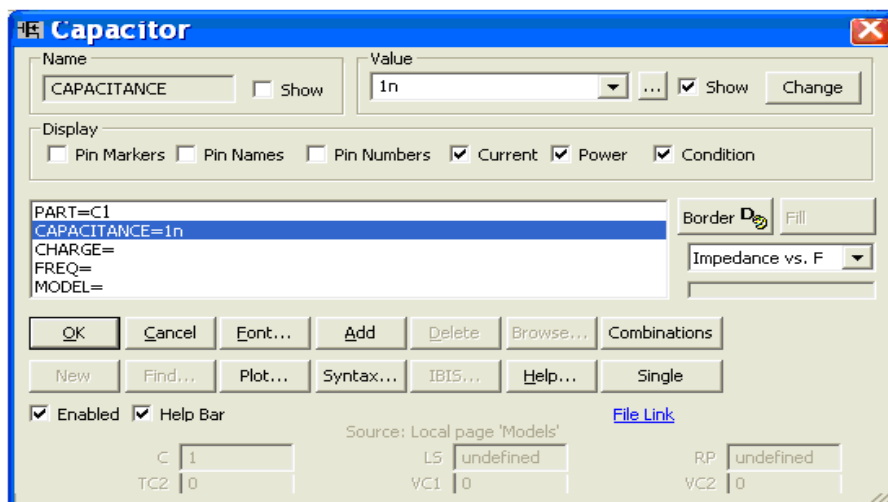 Capacitor
Name
CAPACITANCE Show
Value
1n ... Show Change
Display
Pin Markers Pin Names Pin Numbers Current Power Condition
PART=C1
CAPACITANCE=1n
CHARGE=
FREQ=
MODEL=
Border Fill
Impedance vs. F
OK Cancel Font... Add Delete Browse... Combinations
New Find... Plot... Syntax... IBIS... Help... Single
Enabled Help Bar File Link
Source: Local page 'Models'
C 1 LS undefined RP undefined
TC2 0 VC1 0 VC2 0